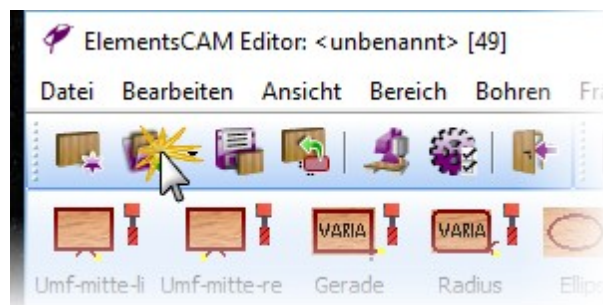 ElementsCAM Editor: <unbenannt> [49]
Datei Bearbeiten Ansicht Bereich Bohren
VARIA VARIA
Umf-mitte-li Umf-mitte-re Gerade Radius